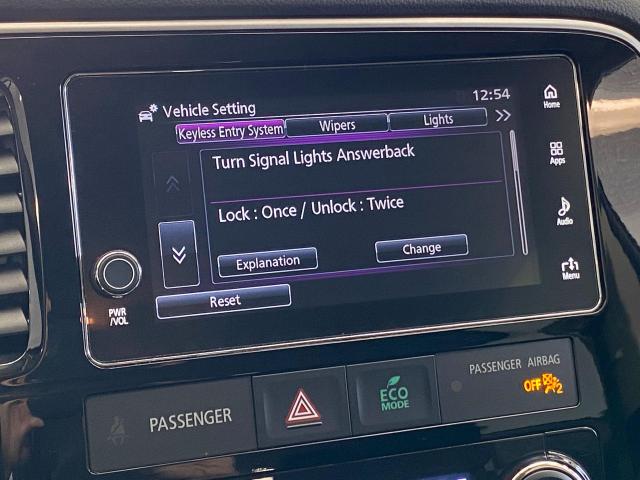 Vehicle Setting
12:54
Keyless Entry System
Wipers
Lights
Turn Signal Lights Answerback
Lock : Once / Unlock : Twice
Explanation
Change
Reset
PWR
/VOL
Home
Apps
Audio
Menu
PASSENGER
ECO
MODE
PASSENGER AIRBAG
OFF
2